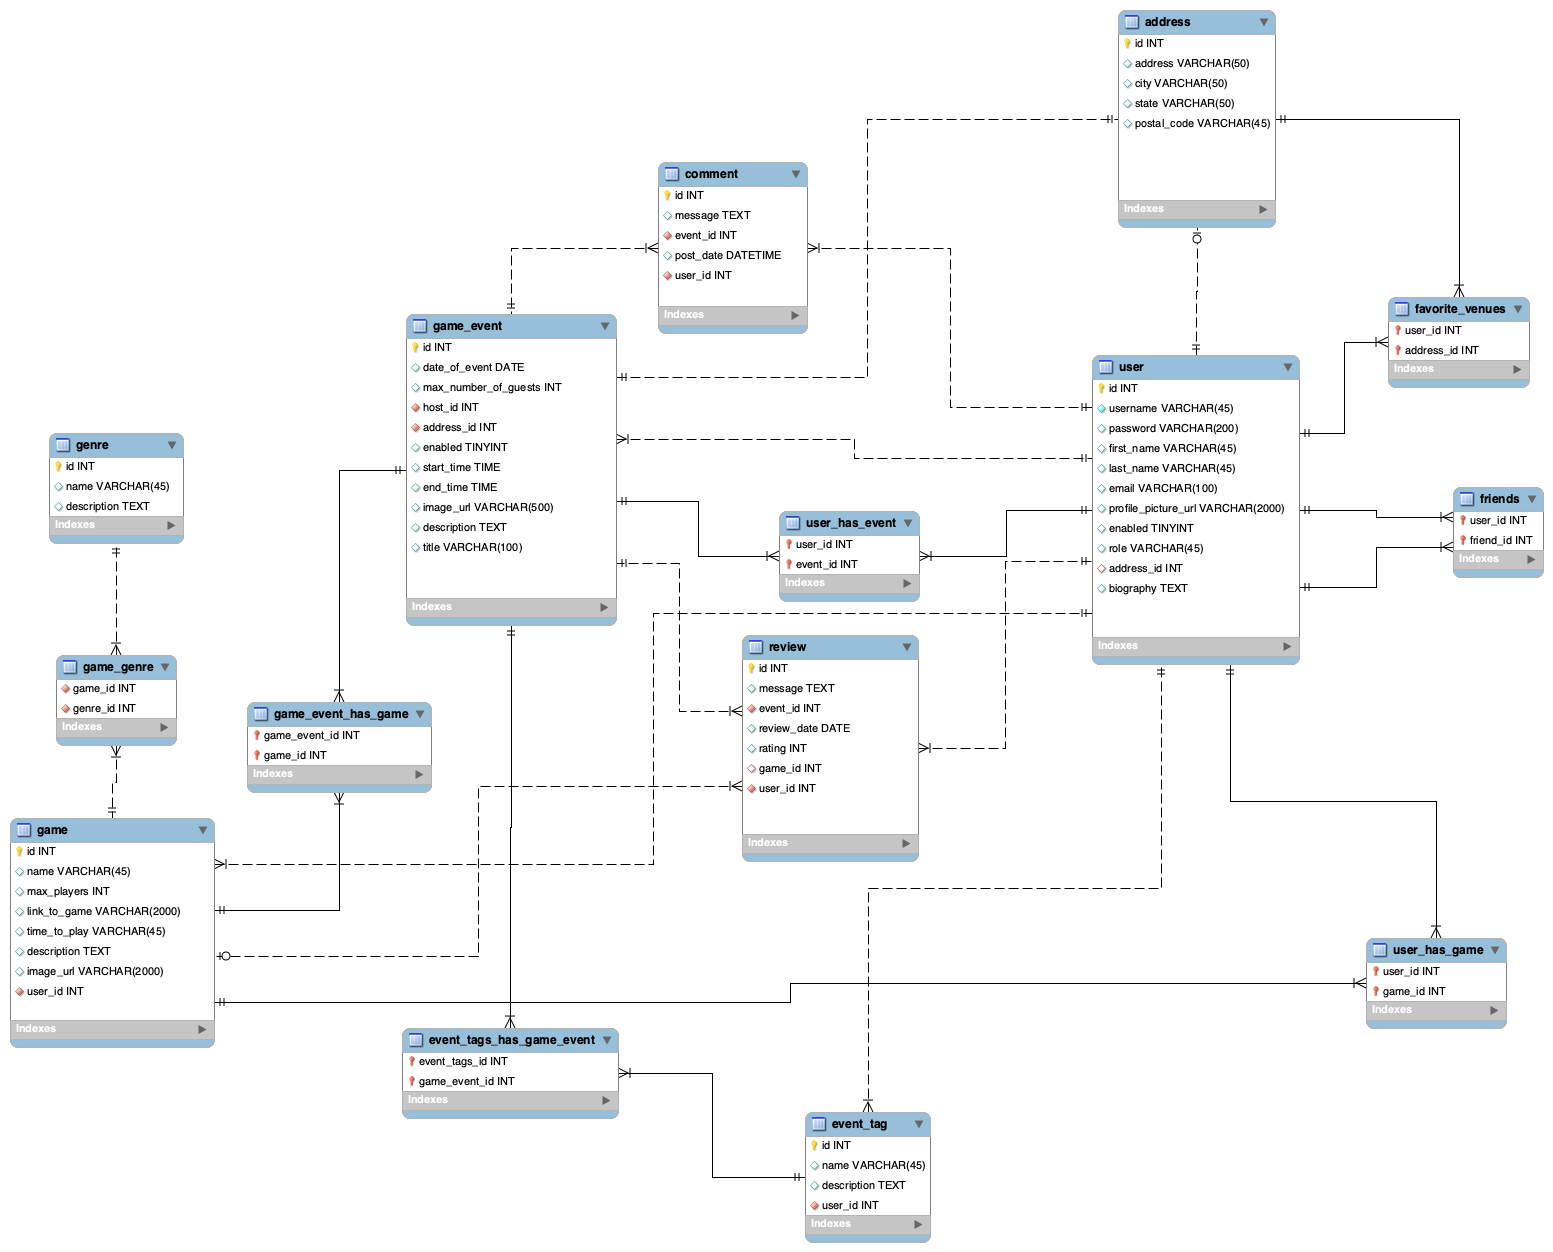 address
id INT
address VARCHAR(50)
city VARCHAR(50)
state VARCHAR(50)
postal_code VARCHAR(45)
Indexes
comment
id INT
message TEXT
event_id INT
post_date DATETIME
user_id INT
Indexes
favorite_venues
user_id INT
address_id INT
Indexes
game_event
id INT
date_of_event DATE
max_number_of_guests INT
host_id INT
address_id INT
enabled TINYINT
start_time TIME
end_time TIME
image_url VARCHAR(500)
description TEXT
title VARCHAR(100)
Indexes
user
id INT
username VARCHAR(45)
password VARCHAR(200)
first_name VARCHAR(45)
last_name VARCHAR(45)
email VARCHAR(100)
profile_picture_url VARCHAR(2000)
enabled TINYINT
role VARCHAR(45)
address_id INT
biography TEXT
Indexes
genre
id INT
name VARCHAR(45)
description TEXT
Indexes
friends
user_id INT
friend_id INT
Indexes
user_has_event
user_id INT
event_id INT
Indexes
review
id INT
message TEXT
event_id INT
review_date DATE
rating INT
game_id INT
user_id INT
Indexes
game_genre
game_id INT
genre_id INT
Indexes
game_event_has_game
game_event_id INT
game_id INT
Indexes
game
id INT
name VARCHAR(45)
max_players INT
link_to_game VARCHAR(2000)
time_to_play VARCHAR(45)
description TEXT
image_url VARCHAR(2000)
user_id INT
Indexes
user_has_game
user_id INT
game_id INT
Indexes
event_tags_has_game_event
event_tags_id INT
game_event_id INT
Indexes
event_tag
id INT
name VARCHAR(45)
description TEXT
user_id INT
Indexes